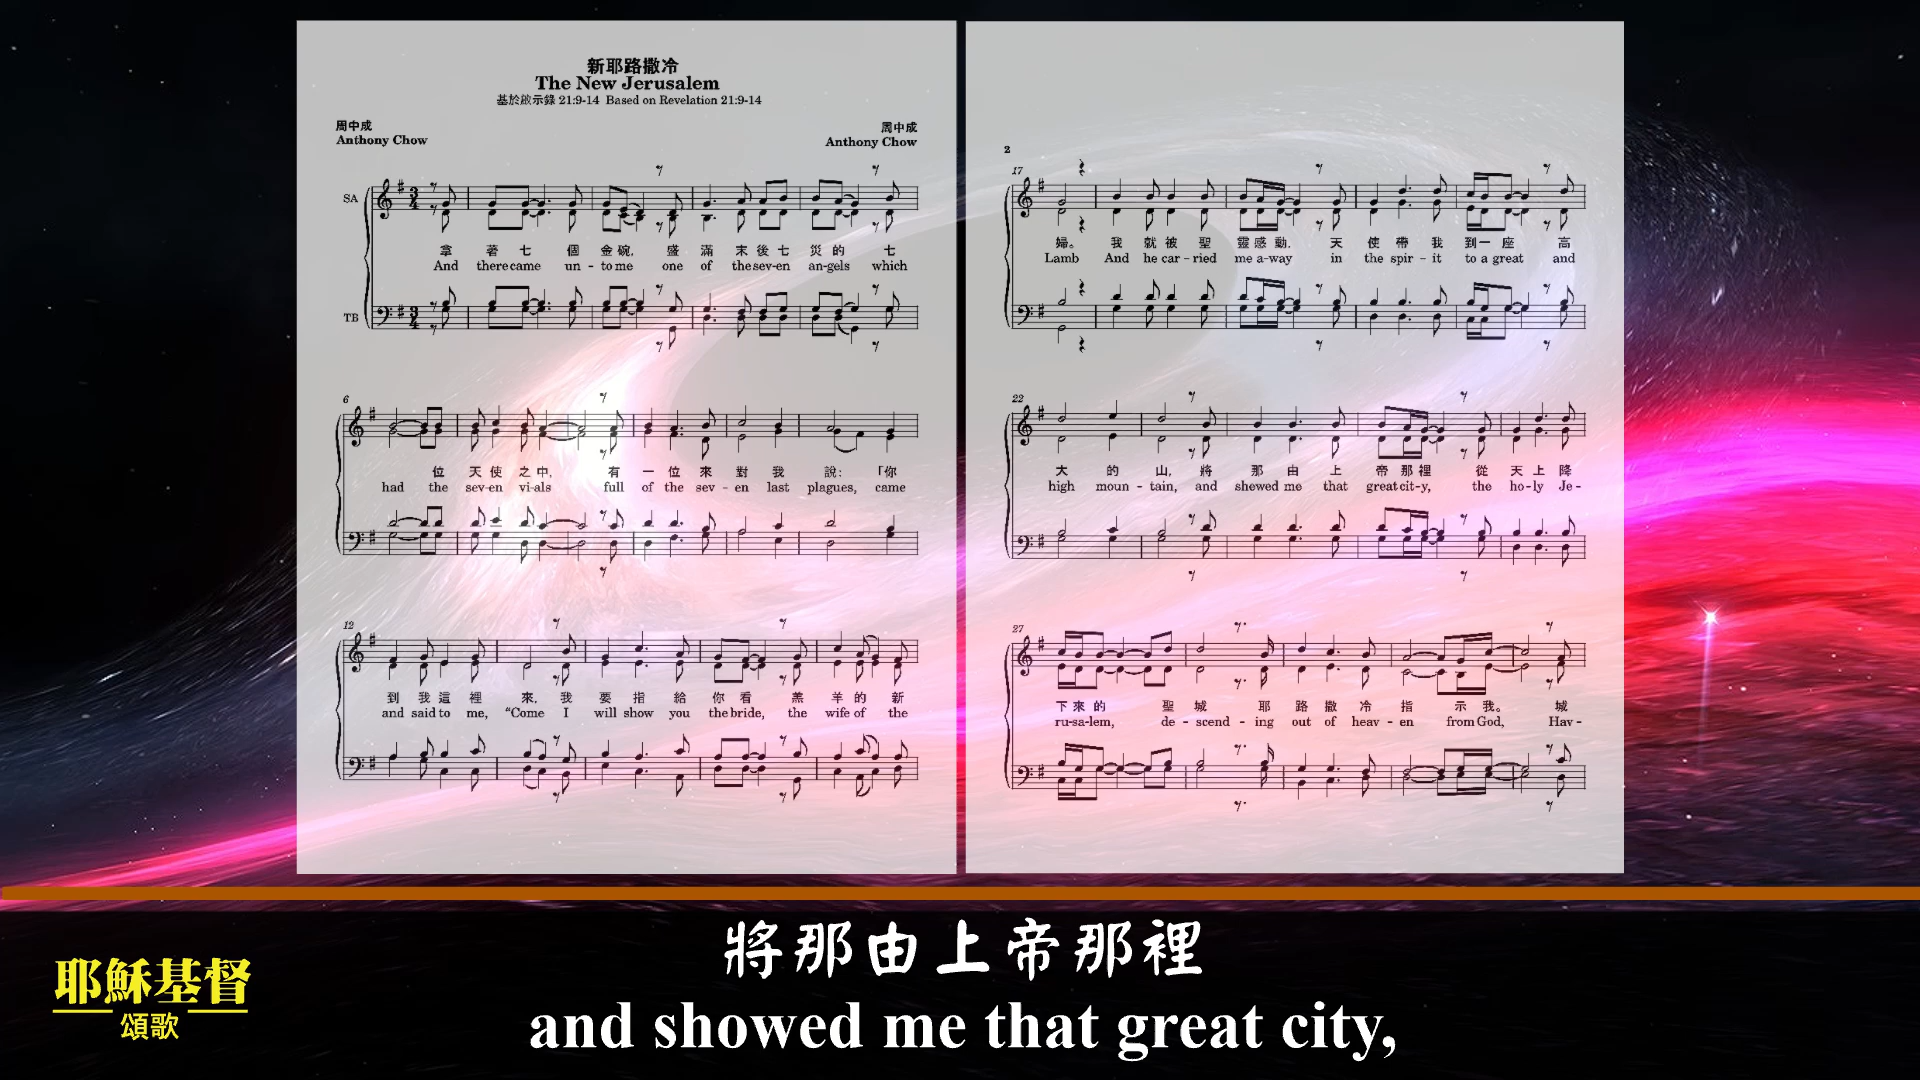 新耶路撒冷
The New Jerusalem
基於啟示錄 21:9-14 Based on Revelation 21:9-14
周中成
Anthony Chow
周中成
Anthony Chow
SA
拿 著 七 個 金 碗, 盛 滿 末 後 七 災 的 七
And there came un - to me one of the sev-en an-gels which
TB
6
位 天 使 之 中, 有 一 位 來 對 我 說: 「你
had the sev-en vi-als full of the sev - en last plagues, came
12
到 我 這 裡 來, 我 要 指 給 你 看 羔 羊 的 新
and said to me, “Come I will show you the bride, the wife of the
2
17
婦。 我 就 被 聖 靈 感 動, 天 使 帶 我 到 一 座 高
Lamb And he car - ried me a-way in the spir - it to a great and
22
大 的 山, 將 那 由 上 帝 那 裡 從 天 上 降
high moun - tain, and shewed me that great cit-y, the ho-ly Je -
27
下 來 的 聖 城 耶 路 撒 冷 指 示 我。 城
ru-sa-lem, de - scend - ing out of heav - en from God, Hav -
將那由上帝那裡
and showed me that great city,
耶穌基督
頌歌